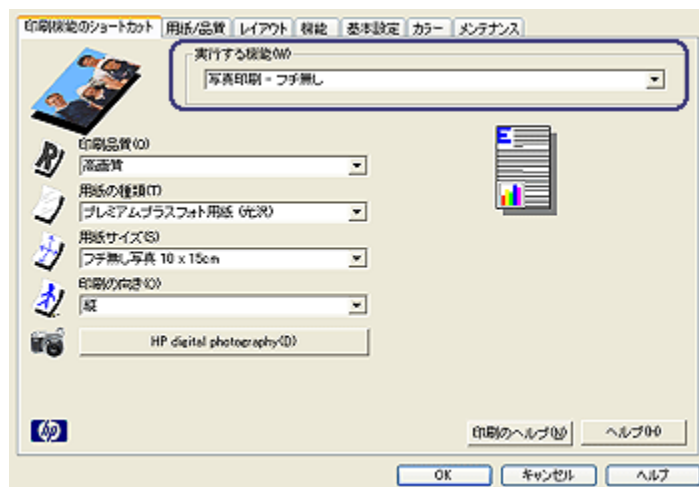 印刷機能のショートカット 用紙/品質 レイアウト 機能 基本設定 カラー メンテナンス
実行する機能(W)
写真印刷 - フチ無し
印刷品質(Q)
高画質
用紙の種類(T)
プレミアムプラスフォト用紙 (光沢)
用紙サイズ(S)
フチ無し写真 10 x 15cm
印刷の向き(O)
縦
HP digital photography(D)
hp
印刷のヘルプ(N) ヘルプ(H)
OK キャンセル ヘルプ